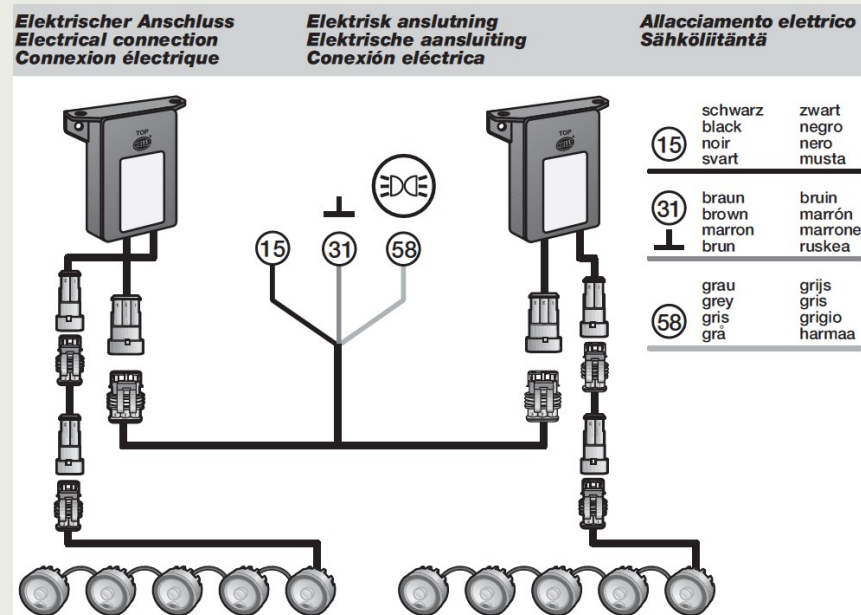 Elektrischer Anschluss
Electrical connection
Connexion électrique
Elektrisk anslutning
Elektrische aansluiting
Conexión eléctrica
Allacciamento elettrico
Sähköliitäntä
TOP
HELLA
TOP
HELLA
15
31
58
15
schwarz zwart
black negro
noir nero
svart musta
31
braun bruin
brown marrón
marron marrone
brun ruskea
58
grau grijs
grey gris
gris grigio
grå harmaa